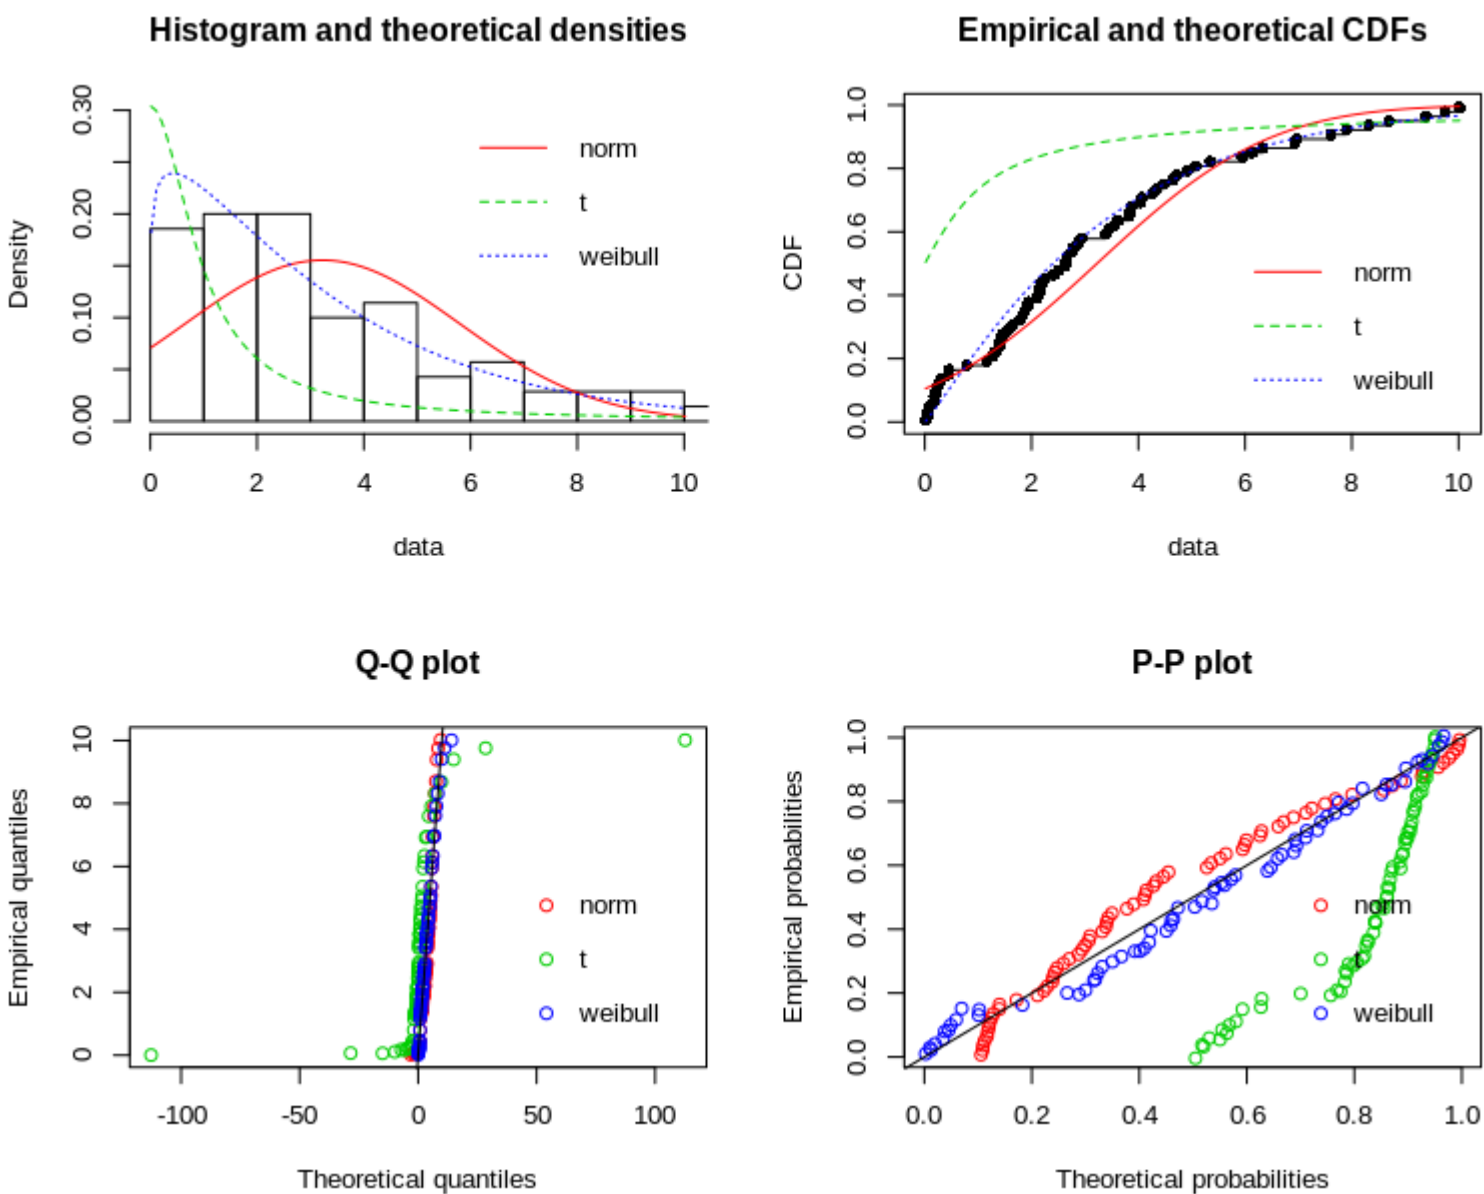 Histogram and theoretical densities
Density
0.00 0.10 0.20 0.30
norm
t
weibull
0 2 4 6 8 10
data
Empirical and theoretical CDFs
CDF
0.0 0.2 0.4 0.6 0.8 1.0
norm
t
weibull
0 2 4 6 8 10
data
Q-Q plot
Empirical quantiles
0 2 4 6 8 10
norm
t
weibull
-100 -50 0 50 100
Theoretical quantiles
P-P plot
Empirical probabilities
0.0 0.2 0.4 0.6 0.8 1.0
norm
t
weibull
0.0 0.2 0.4 0.6 0.8 1.0
Theoretical probabilities